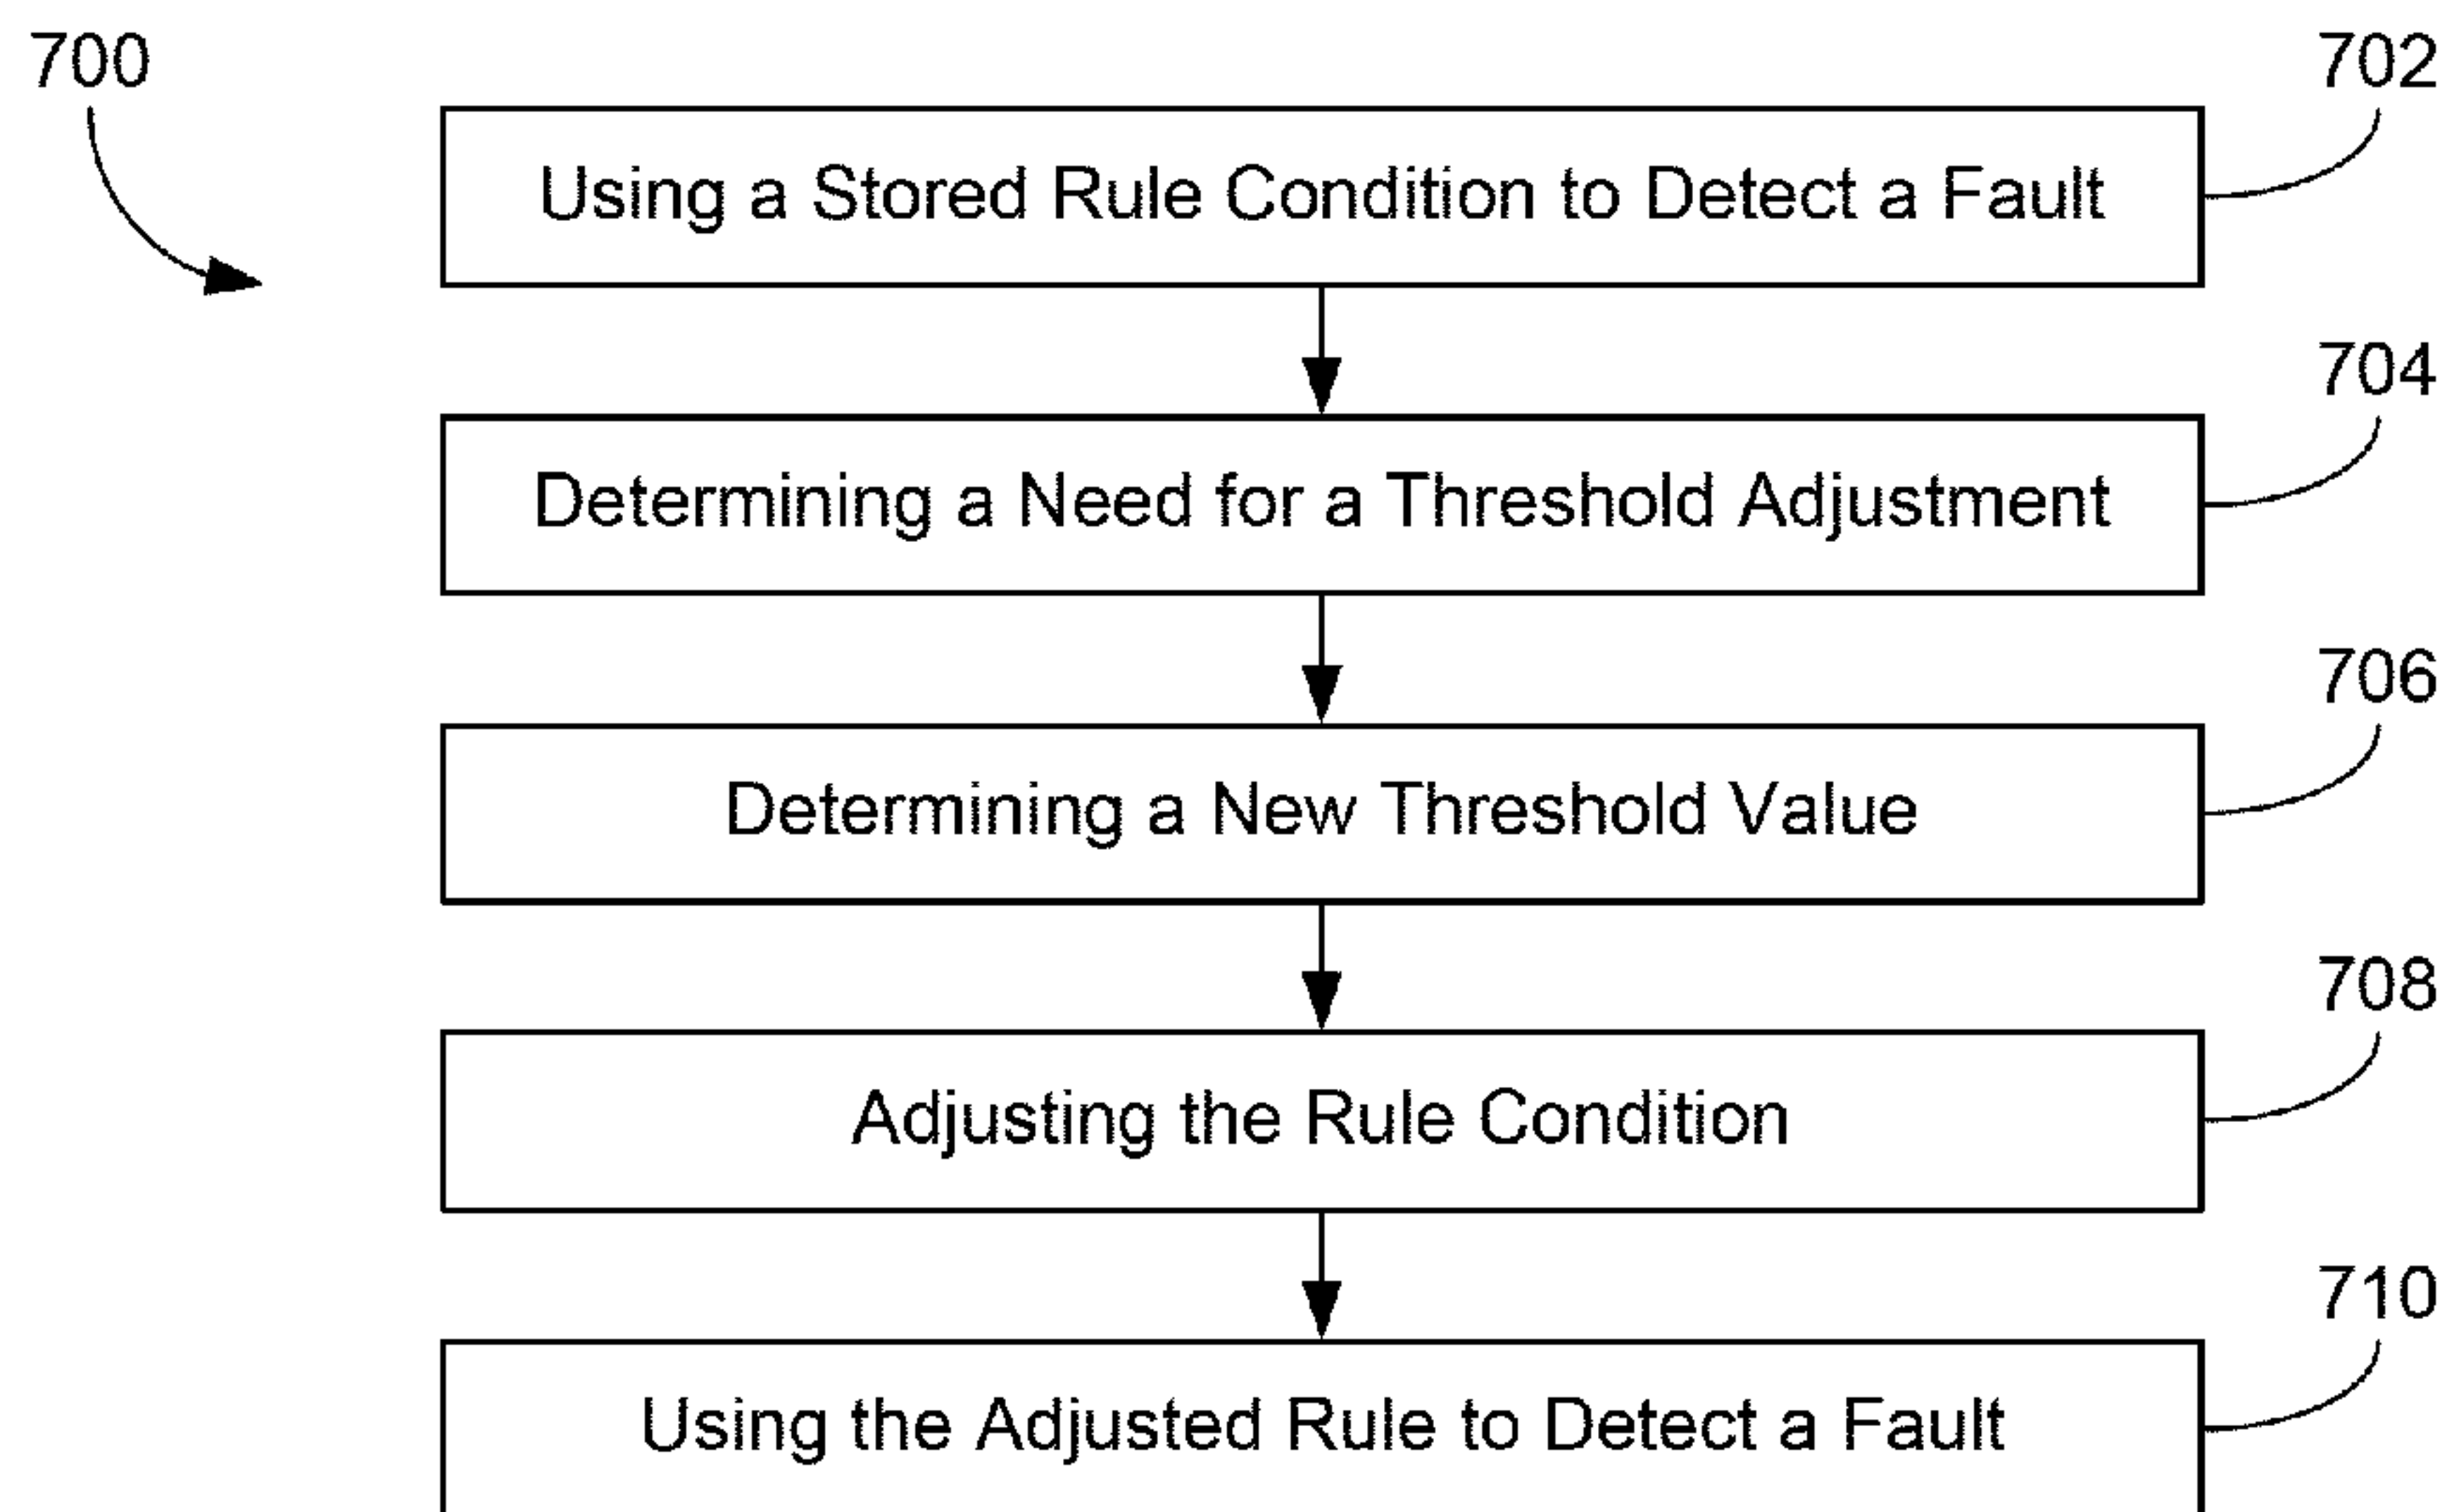 700
702
Using a Stored Rule Condition to Detect a Fault
704
Determining a Need for a Threshold Adjustment
706
Determining a New Threshold Value
708
Adjusting the Rule Condition
710
Using the Adjusted Rule to Detect a Fault